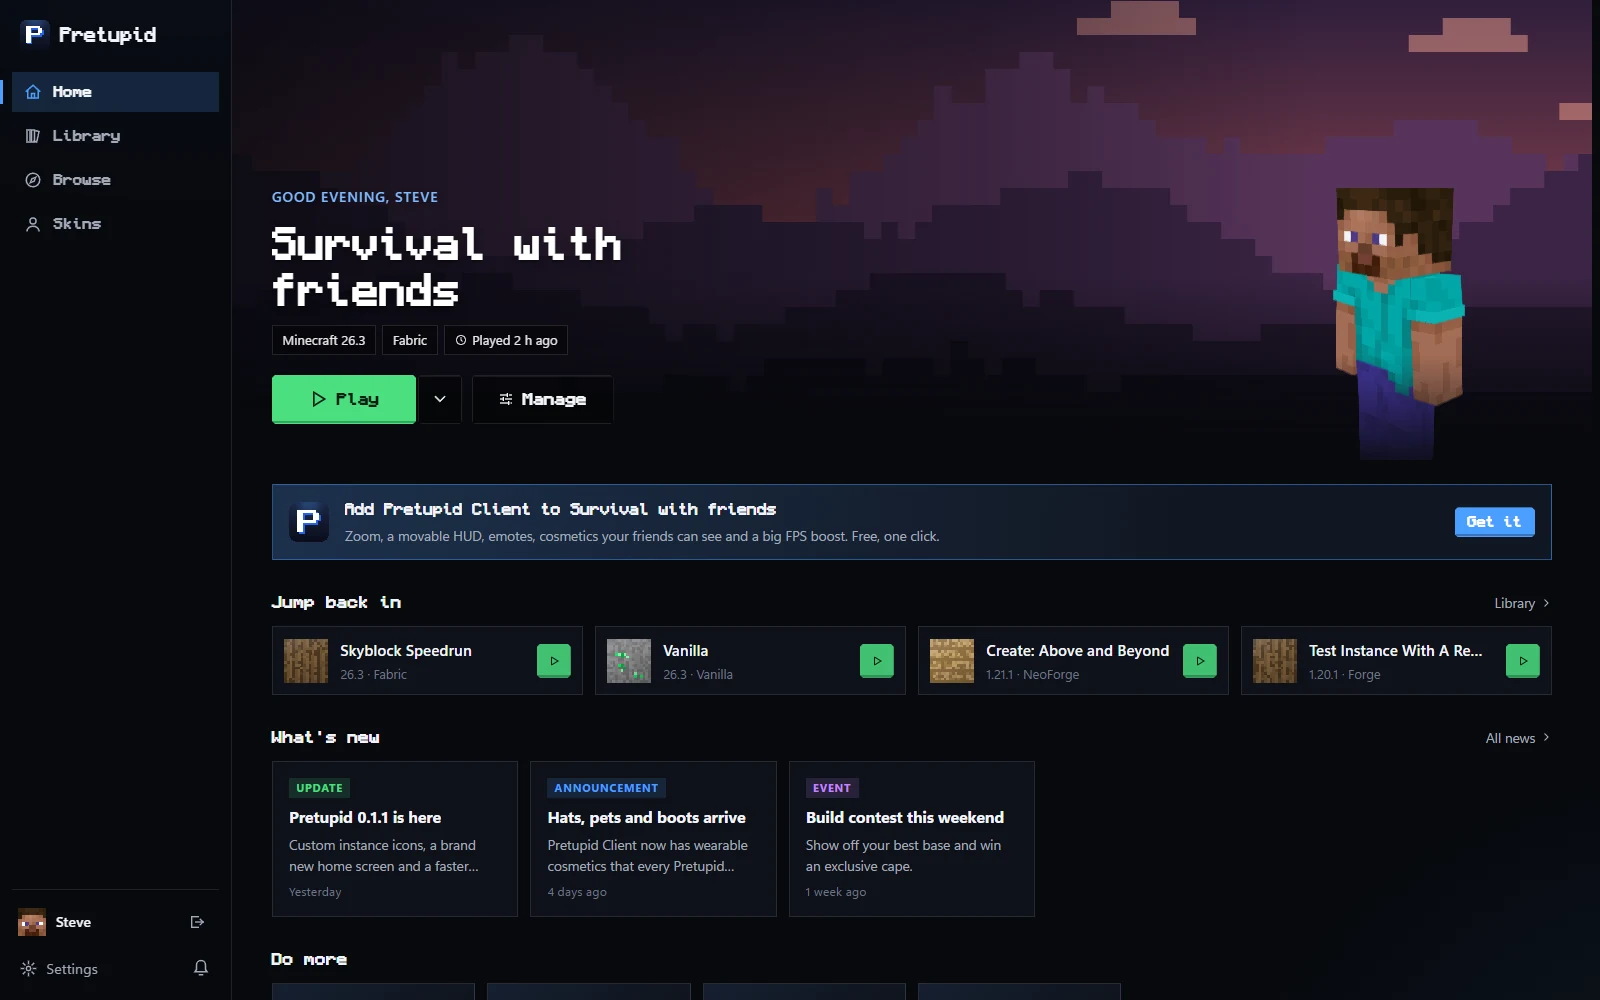 Pretupid
Home
Library
Browse
Skins
GOOD EVENING, STEVE
Survival with
friends
Minecraft 26.3
Fabric
Played 2 h ago
Play
Manage
Add Pretupid Client to Survival with friends
Zoom, a movable HUD, emotes, cosmetics your friends can see and a big FPS boost. Free, one click.
Get it
Jump back in
Library
Skyblock Speedrun
26.3 · Fabric
Vanilla
26.3 · Vanilla
Create: Above and Beyond
1.21.1 · NeoForge
Test Instance With A Re...
1.20.1 · Forge
What's new
All news
UPDATE
Pretupid 0.1.1 is here
Custom instance icons, a brand
new home screen and a faster...
Yesterday
ANNOUNCEMENT
Hats, pets and boots arrive
Pretupid Client now has wearable
cosmetics that every Pretupid...
4 days ago
EVENT
Build contest this weekend
Show off your best base and win
an exclusive cape.
1 week ago
Do more
Steve
Settings